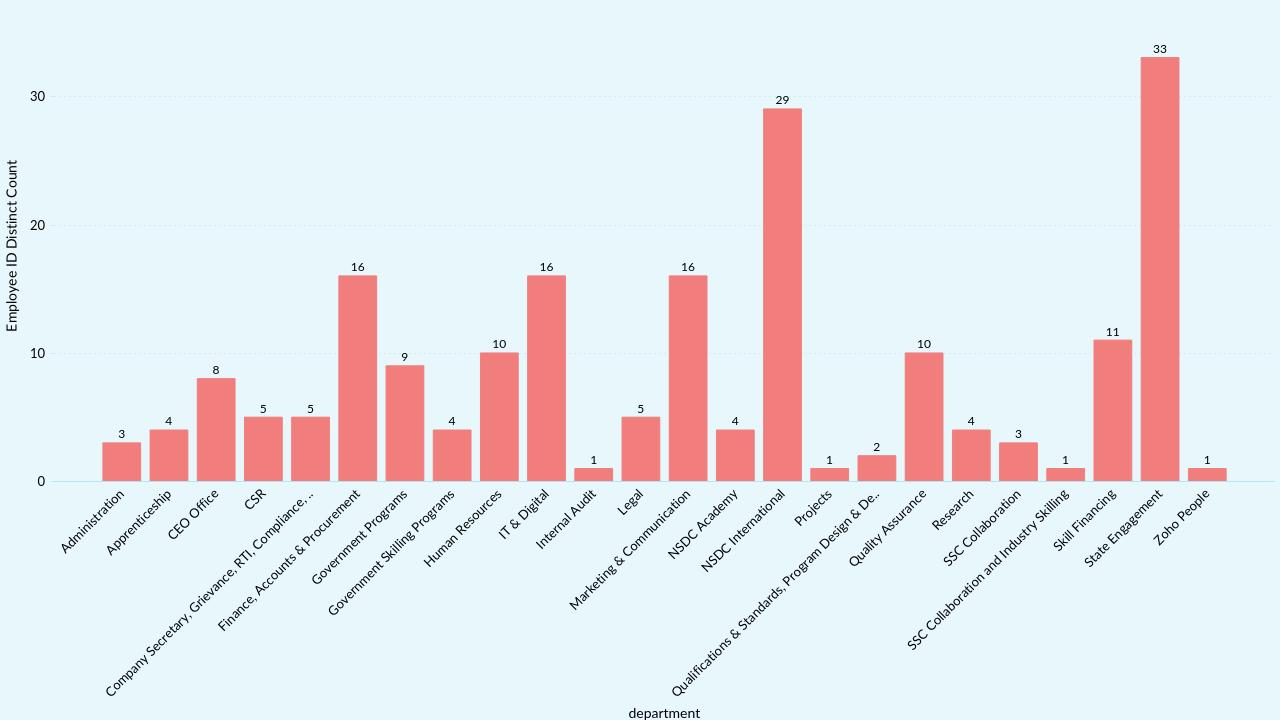 Employee ID Distinct Count
30
20
10
0
3
4
8
5
5
16
9
4
10
16
1
5
16
4
29
1
2
10
4
3
1
11
33
1
Administration
Apprenticeship
CEO Office
CSR
Company Secretary, Grievance, RTI, Compliance...
Finance, Accounts & Procurement
Government Programs
Government Skilling Programs
Human Resources
IT & Digital
Internal Audit
Legal
Marketing & Communication
NSDC Academy
NSDC International
Projects
Qualifications & Standards, Program Design & De..
Quality Assurance
Research
SSC Collaboration
SSC Collaboration and Industry Skilling
Skill Financing
State Engagement
Zoho People
department